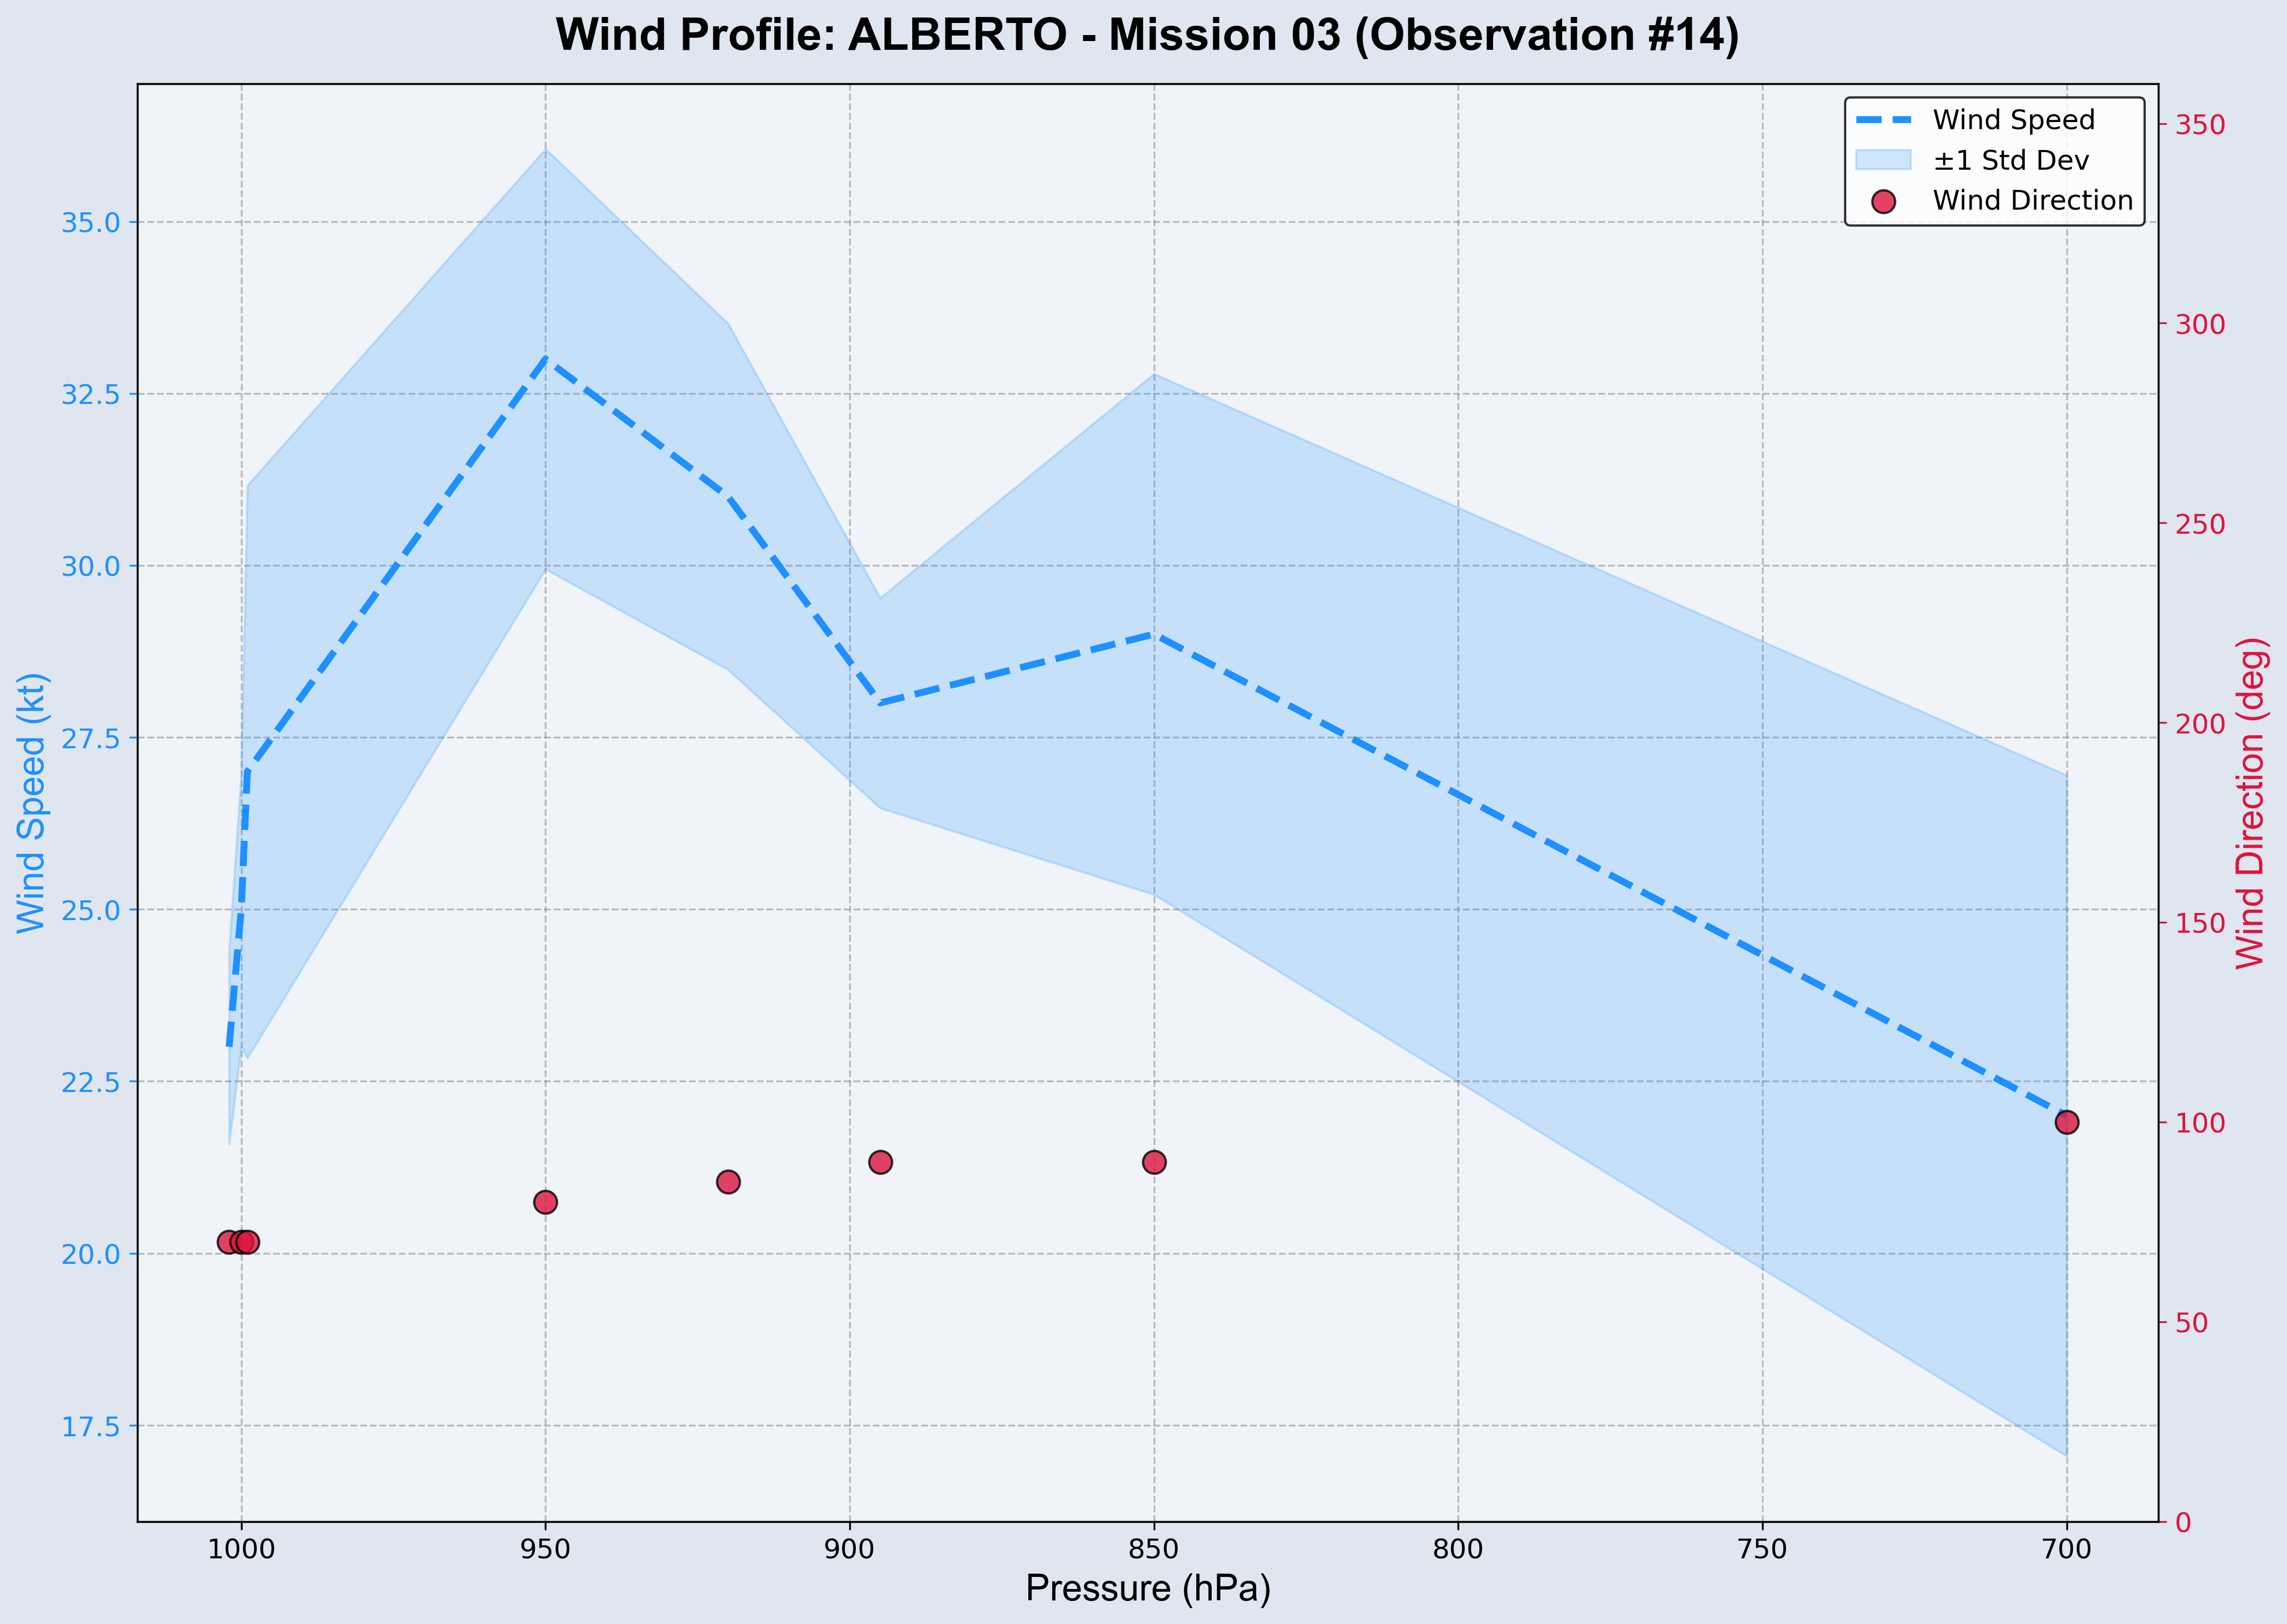 Wind Profile: ALBERTO - Mission 03 (Observation #14)
Wind Speed
±1 Std Dev
Wind Direction
Wind Speed (kt)
35.0
32.5
30.0
27.5
25.0
22.5
20.0
17.5
350
300
250
200
150
100
50
0
Wind Direction (deg)
1000 950 900 850 800 750 700
Pressure (hPa)